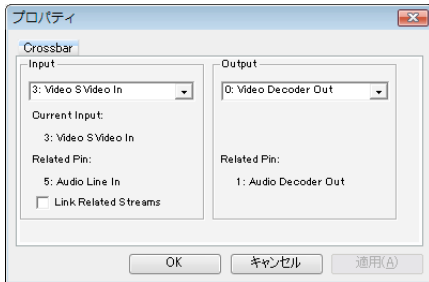 プロパティ
Crossbar
Input
3: Video SVideo In
Current Input:
3: Video SVideo In
Related Pin:
5: Audio Line In
Link Related Streams
Output
0: Video Decoder Out
Related Pin:
1: Audio Decoder Out
OK
キャンセル
適用(A)